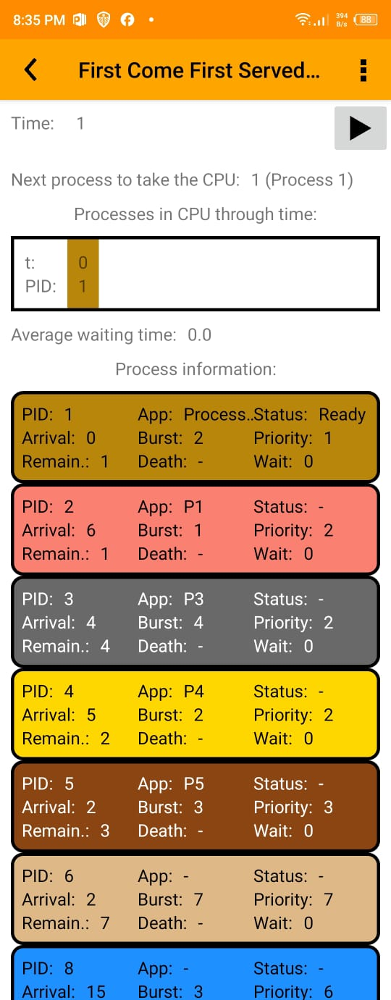 8:35 PM 394 B/s 88
First Come First Served...
Time: 1
Next process to take the CPU: 1 (Process 1)
Processes in CPU through time:
t: 0
PID: 1
Average waiting time: 0.0
Process information:
PID: 1 App: Process... Status: Ready
Arrival: 0 Burst: 2 Priority: 1
Remain.: 1 Death: - Wait: 0
PID: 2 App: P1 Status: -
Arrival: 6 Burst: 1 Priority: 2
Remain.: 1 Death: - Wait: 0
PID: 3 App: P3 Status: -
Arrival: 4 Burst: 4 Priority: 2
Remain.: 4 Death: - Wait: 0
PID: 4 App: P4 Status: -
Arrival: 5 Burst: 2 Priority: 2
Remain.: 2 Death: - Wait: 0
PID: 5 App: P5 Status: -
Arrival: 2 Burst: 3 Priority: 3
Remain.: 3 Death: - Wait: 0
PID: 6 App: - Status: -
Arrival: 2 Burst: 7 Priority: 7
Remain.: 7 Death: - Wait: 0
PID: 8 App: - Status: -
Arrival: 15 Burst: 3 Priority: 6